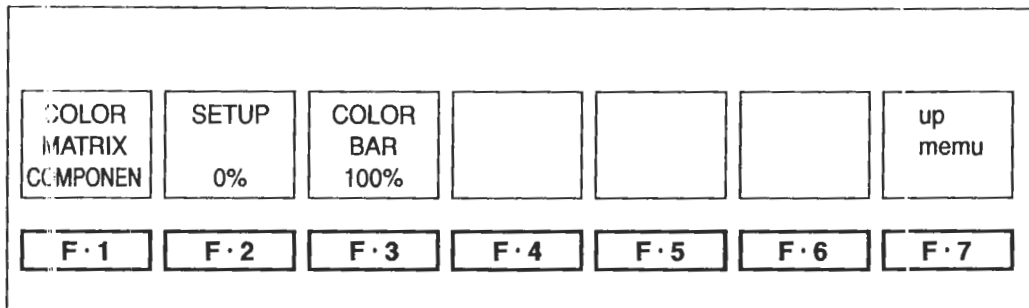 COLOR
MATRIX
COMPONEN
SETUP
0%
COLOR
BAR
100%
up
memu
F·1
F·2
F·3
F·4
F·5
F·6
F·7